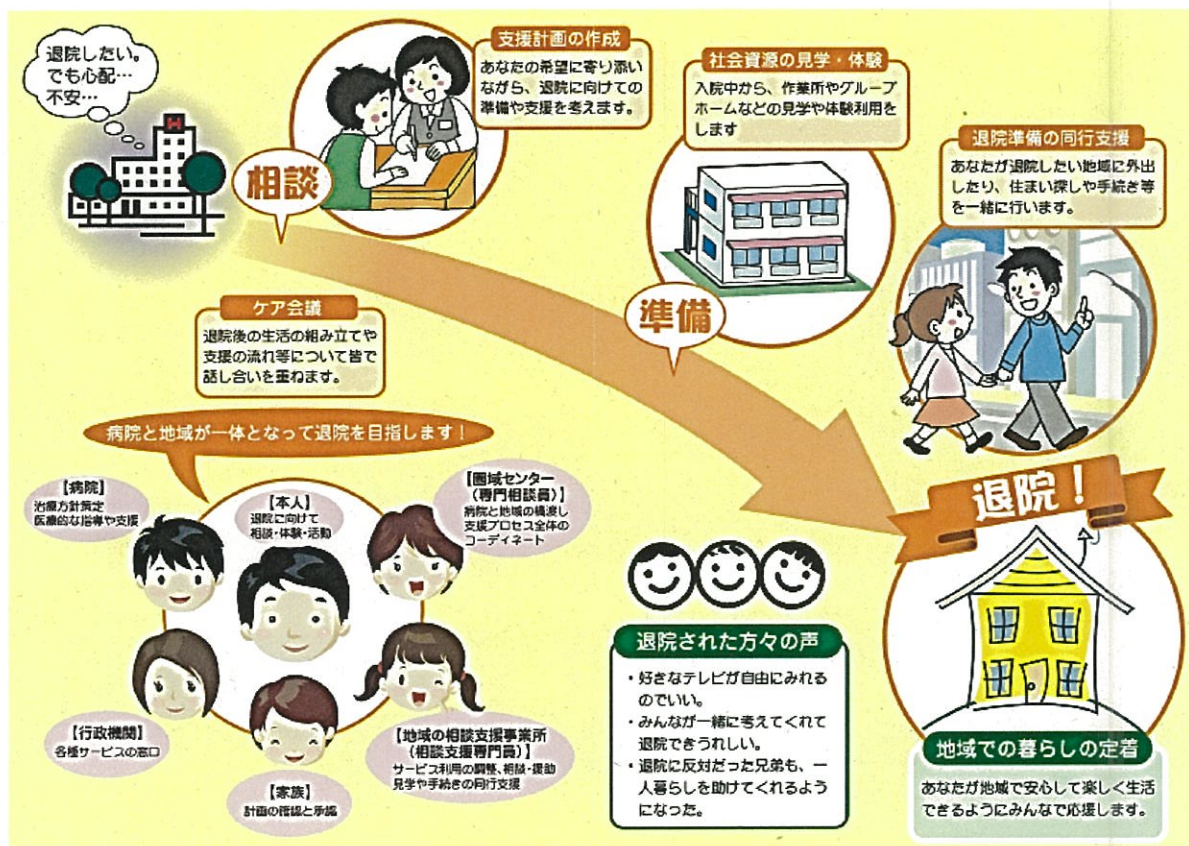 退院したい。
でも心配…
不安…
H
相談
支援計画の作成
あなたの希望に寄り添い
ながら、退院に向けての
準備や支援を考えます。
社会資源の見学・体験
入院中から、作業所やグループ
ホームなどの見学や体験利用を
します
退院準備の同行支援
あなたが退院したい地域に外出
したり、住まい探しや手続き等
を一緒に行います。
準備
ケア会議
退院後の生活の組み立てや
支援の流れ等について皆で
話し合いを重ねます。
病院と地域が一体となって退院を目指します！
【病院】
治療方針策定
医療的な指導や支援
【本人】
退院に向けて
相談・体験・活動
【圏域センター
（専門相談員）】
病院と地域の橋渡し
支援プロセス全体の
コーディネート
【行政機関】
各種サービスの窓口
【家族】
計画の確認と承認
【地域の相談支援事業所
（相談支援専門員）】
サービス利用の調整、相談・援助
見学や手続きの同行支援
退院！
退院された方々の声
・好きなテレビが自由にみれる
のでいい。
・みんなが一緒に考えてくれて
退院できうれしい。
・退院に反対だった兄弟も、一
人暮らしを助けてくれるよう
になった。
地域での暮らしの定着
あなたが地域で安心して楽しく生活
できるようにみんなで応援します。